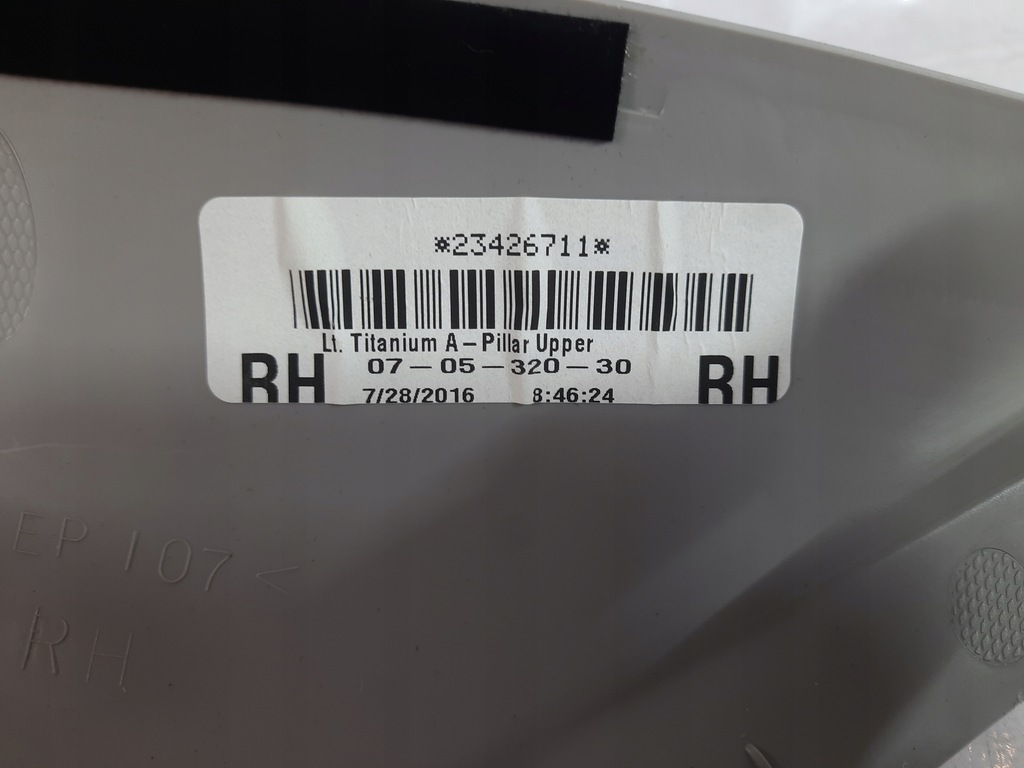 *23426711*
Lt. Titanium A-Pillar Upper
07-05-320-30
RH 7/28/2016 8:46:24 RH
EP 107 <
RH